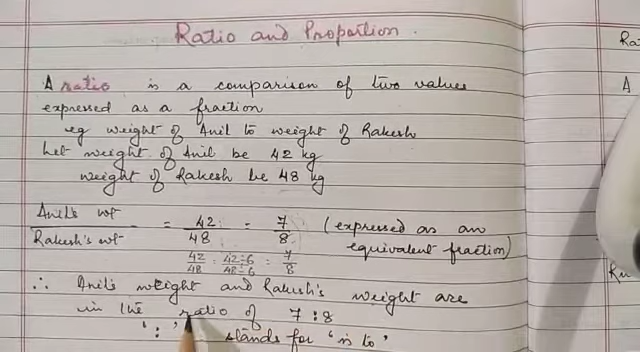 Ratio and Proportion.
A ratio is a comparison of two values
expressed as a fraction
eg weight of Anil to weight of Rakesh
Let weight of Anil be 42 kg
weight of Rakesh be 48 kg
Anil's wt / Rakesh's wt = 42/48 = 7/8 (expressed as an
equivalent fraction)
42/48 = 42÷6/48÷6 = 7/8
∴ Anil's weight and Rakesh's weight are
in the ratio of 7:8
':' stands for 'is to'
Ra
A